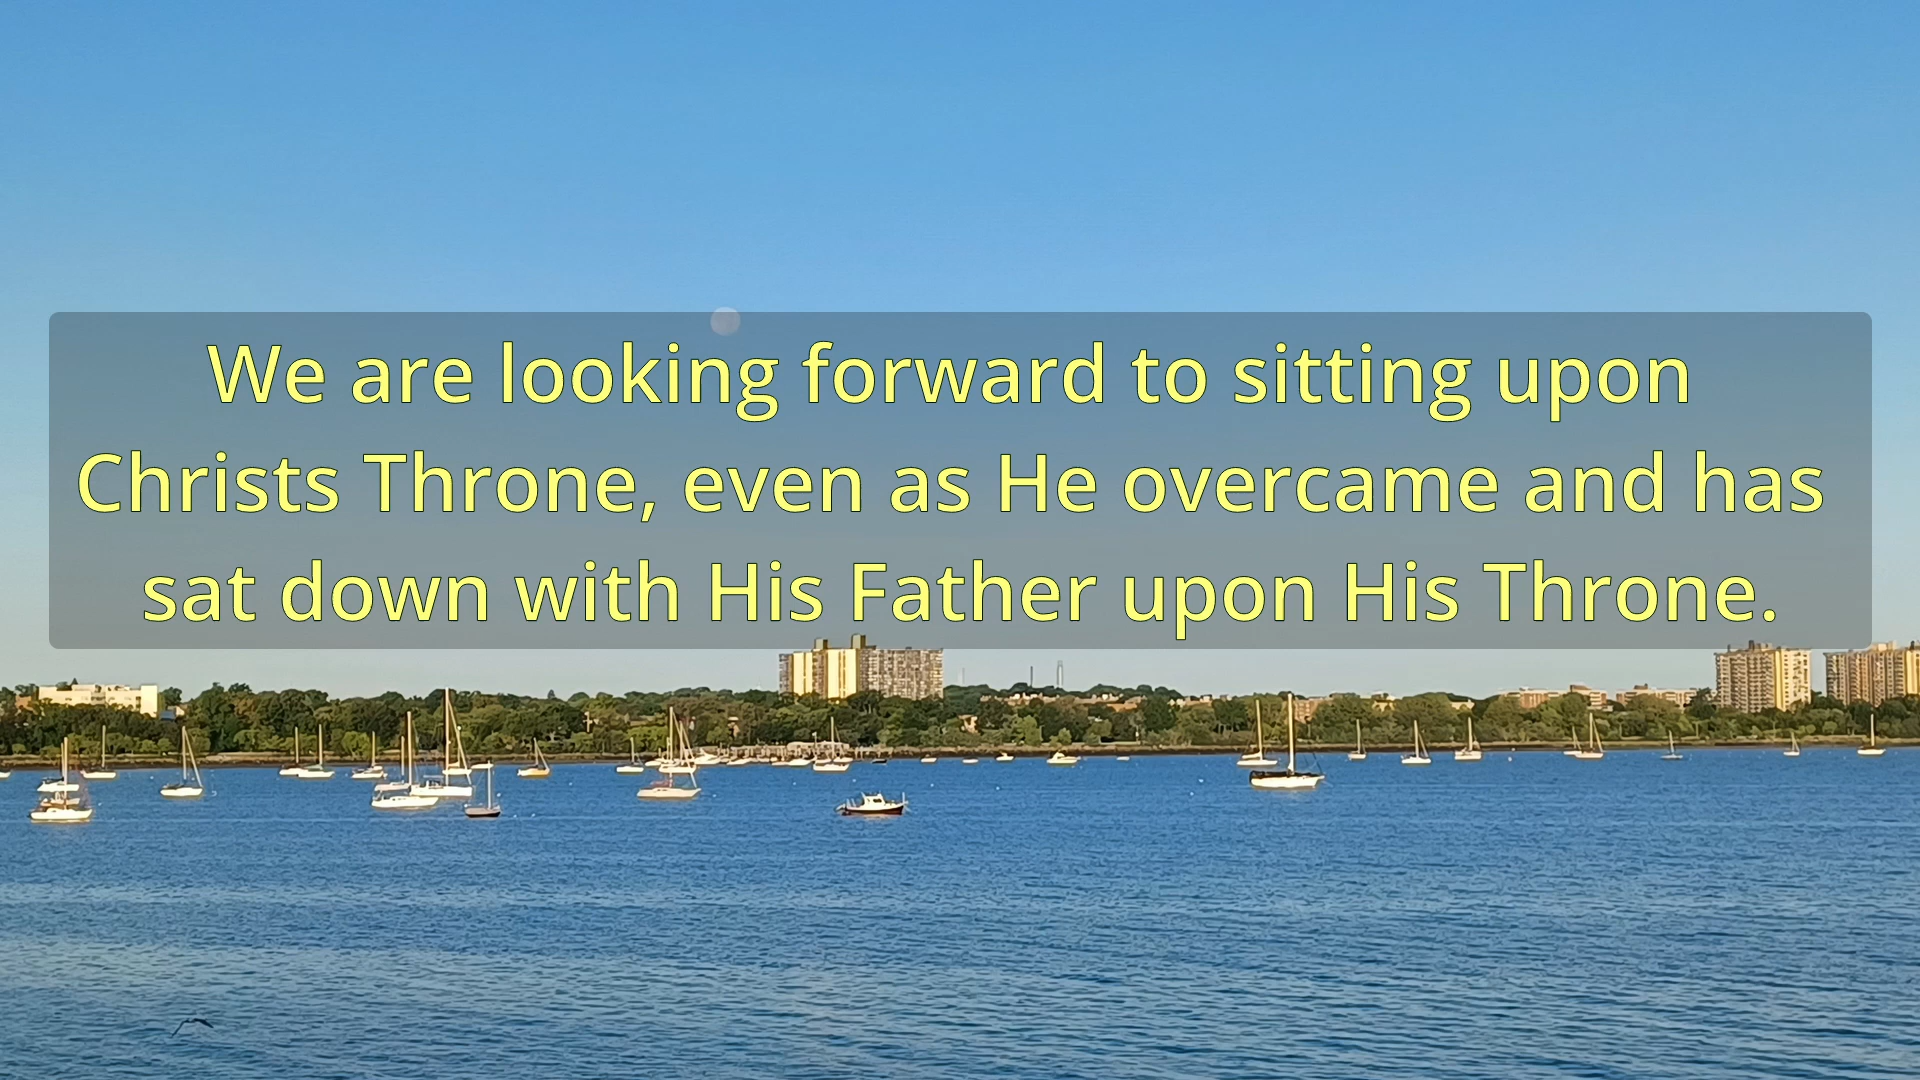 We are looking forward to sitting upon
Christs Throne, even as He overcame and has
sat down with His Father upon His Throne.